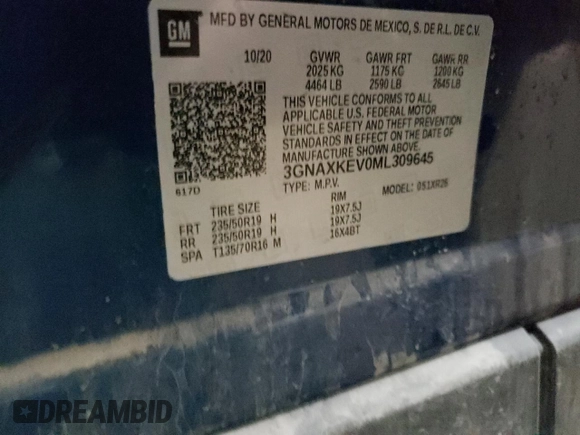 GM
MFD BY GENERAL MOTORS DE MEXICO, S. DE R.L. DE C.V.
10/20 GVWR GAWR FRT GAWR RR
2025 KG 1175 KG 1200 KG
4464 LB 2590 LB 2645 LB
THIS VEHICLE CONFORMS TO ALL
APPLICABLE U.S. FEDERAL MOTOR
VEHICLE SAFETY AND THEFT PREVENTION
STANDARDS IN EFFECT ON THE DATE OF
MANUFACTURE SHOWN ABOVE.
3GNAXKEV0ML309645
617D TYPE: M.P.V. MODEL: 051XR26
TIRE SIZE RIM
FRT 235/50R19 H 19X7.5J
RR 235/50R19 H 19X7.5J
SPA T135/70R16 M 16X4BT
DREAMBID